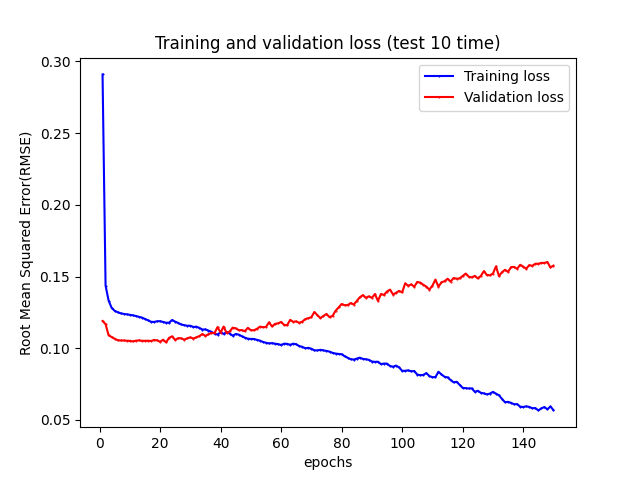 Training and validation loss (test 10 time)
Training loss
Validation loss
Root Mean Squared Error(RMSE)
0.30
0.25
0.20
0.15
0.10
0.05
0 20 40 60 80 100 120 140
epochs